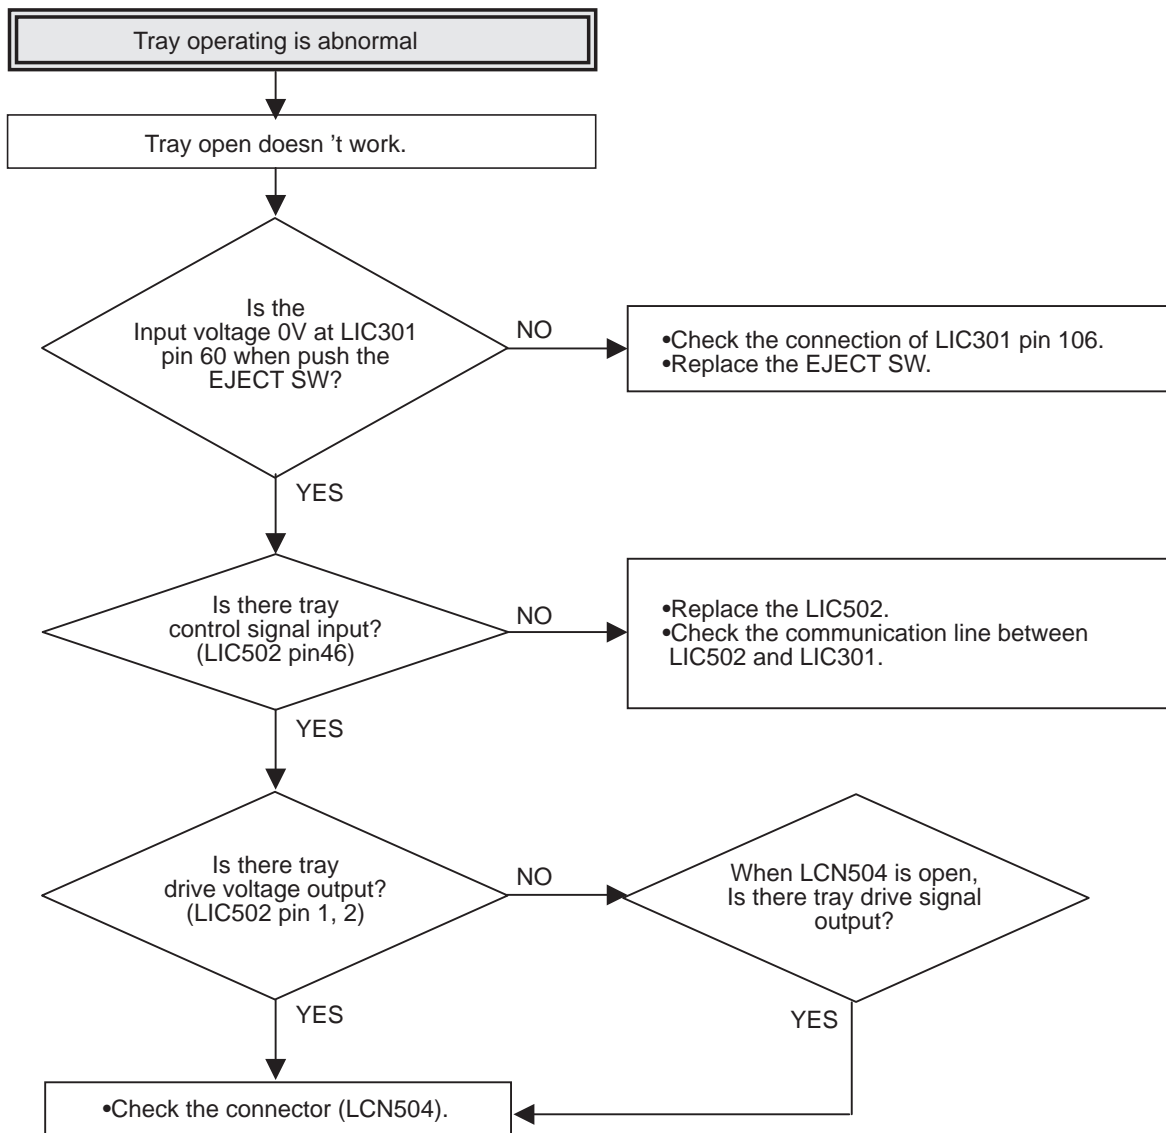 Tray operating is abnormal
Tray open doesn 't work.
Is the
Input voltage 0V at LIC301
pin 60 when push the
EJECT SW?
NO
•Check the connection of LIC301 pin 106.
•Replace the EJECT SW.
YES
Is there tray
control signal input?
(LIC502 pin46)
NO
•Replace the LIC502.
•Check the communication line between
LIC502 and LIC301.
YES
Is there tray
drive voltage output?
(LIC502 pin 1, 2)
NO
When LCN504 is open,
Is there tray drive signal
output?
YES
YES
•Check the connector (LCN504).